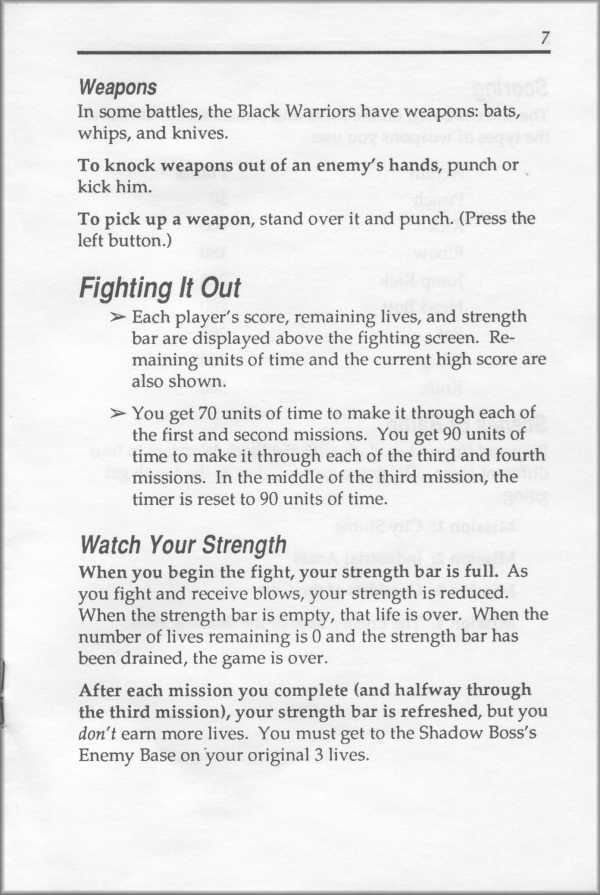 7
Weapons
In some battles, the Black Warriors have weapons: bats,
whips, and knives.
To knock weapons out of an enemy's hands, punch or
kick him.
To pick up a weapon, stand over it and punch. (Press the
left button.)
Fighting It Out
➢ Each player's score, remaining lives, and strength
bar are displayed above the fighting screen. Re-
maining units of time and the current high score are
also shown.
➢ You get 70 units of time to make it through each of
the first and second missions. You get 90 units of
time to make it through each of the third and fourth
missions. In the middle of the third mission, the
timer is reset to 90 units of time.
Watch Your Strength
When you begin the fight, your strength bar is full. As
you fight and receive blows, your strength is reduced.
When the strength bar is empty, that life is over. When the
number of lives remaining is 0 and the strength bar has
been drained, the game is over.
After each mission you complete (and halfway through
the third mission), your strength bar is refreshed, but you
don't earn more lives. You must get to the Shadow Boss's
Enemy Base on your original 3 lives.